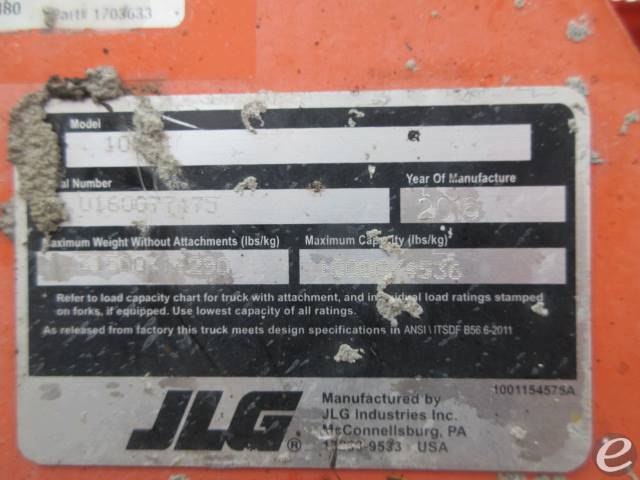 Part# 1703633
Model
Number
Year Of Manufacture
2016
Maximum Weight Without Attachments (lbs/kg)
Maximum Capacity (lbs/kg)
* Refer to load capacity chart for truck with attachment, and individual load ratings stamped
on forks, if equipped. Use lowest capacity of all ratings.
As released from factory this truck meets design specifications in ANSI \ ITSDF B56.6-2011
JLG®
Manufactured by
JLG Industries Inc.
McConnellsburg, PA
USA
1001154575A
e